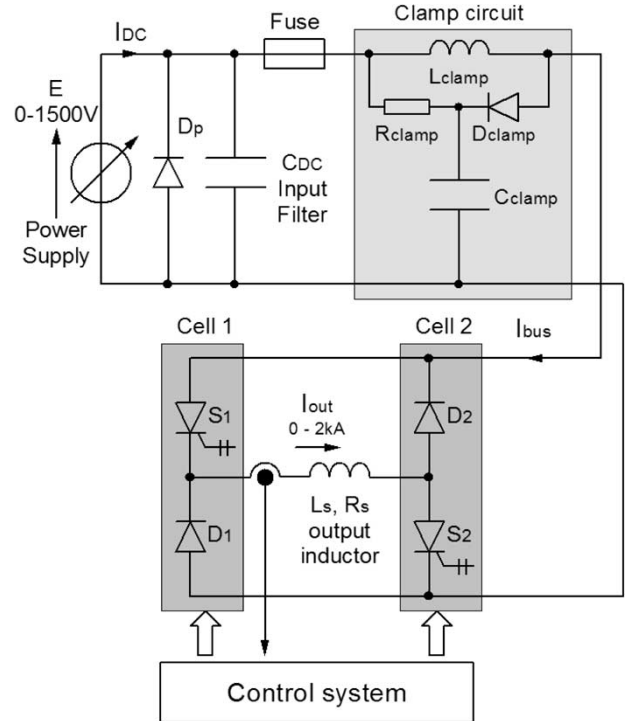 Clamp circuit
Fuse
IDC
E
0-1500V
Dp
CDC
Input
Filter
Power
Supply
Lclamp
Rclamp
Dclamp
Cclamp
Cell 1
Cell 2
Ibus
S1
D2
Iout
0 - 2kA
D1
Ls, Rs
output
inductor
S2
Control system